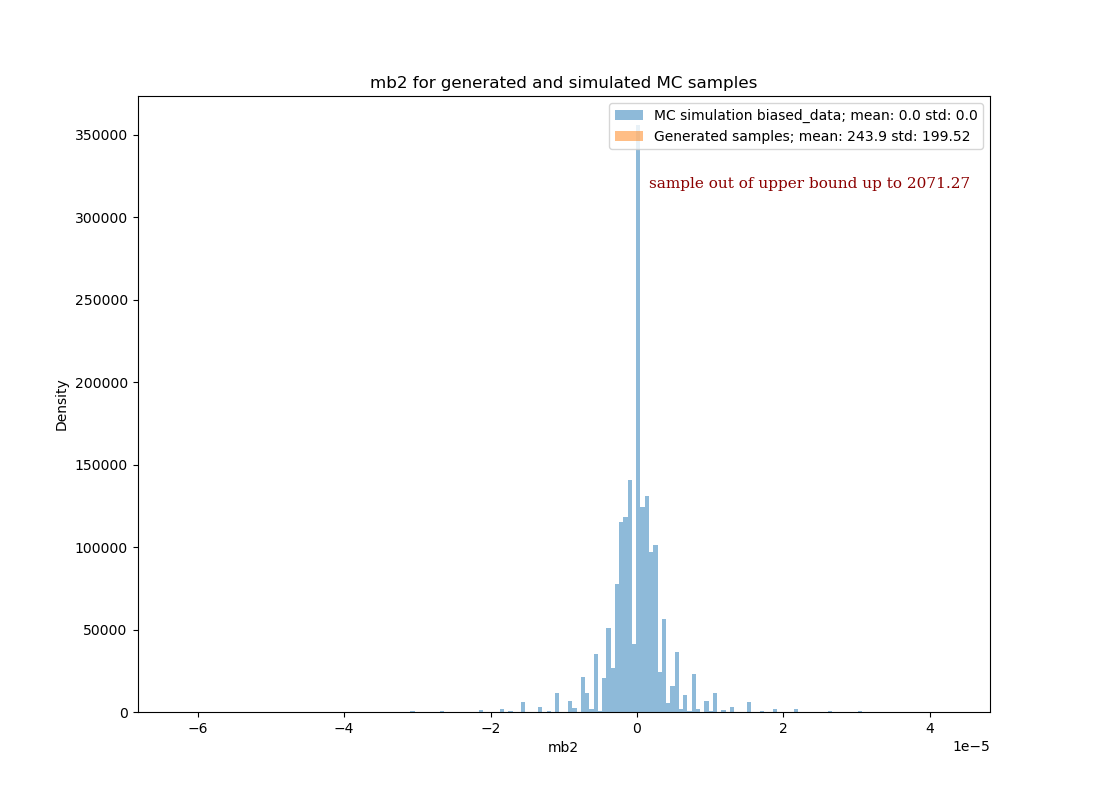 mb2 for generated and simulated MC samples
MC simulation biased_data; mean: 0.0 std: 0.0
Generated samples; mean: 243.9 std: 199.52
sample out of upper bound up to 2071.27
350000
300000
250000
200000
150000
100000
50000
0
Density
−6
−4
−2
0
2
4
1e−5
mb2